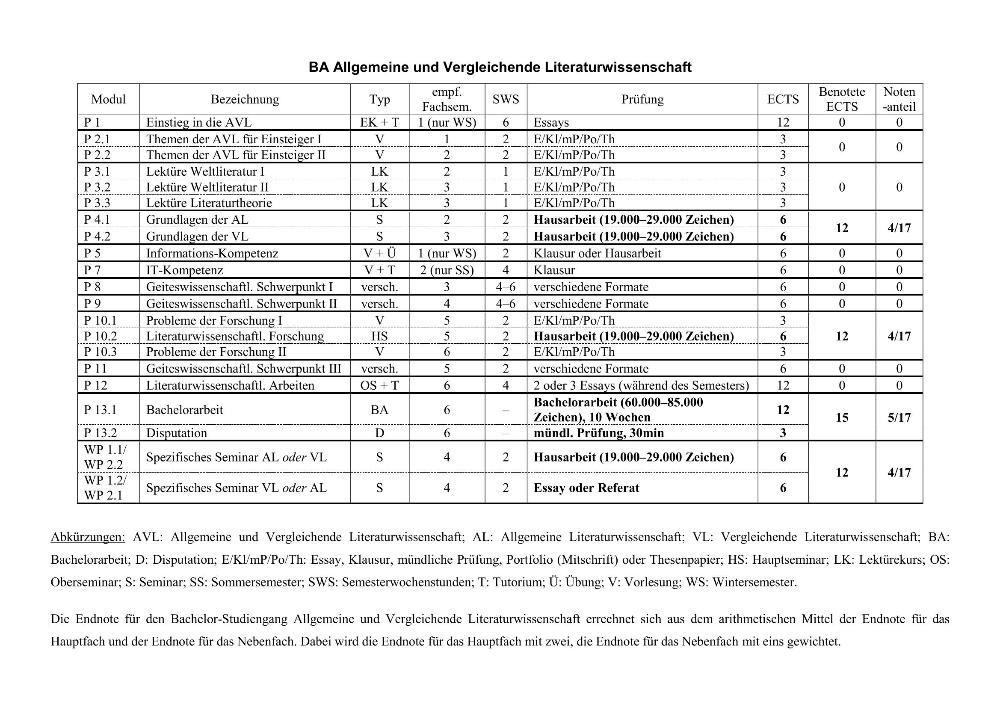 BA Allgemeine und Vergleichende Literaturwissenschaft
Modul Bezeichnung Typ empf. Fachsem. SWS Prüfung ECTS Benotete ECTS Noten -anteil
P 1 Einstieg in die AVL EK + T 1 (nur WS) 6 Essays 12 0 0
P 2.1 Themen der AVL für Einsteiger I V 1 2 E/Kl/mP/Po/Th 3 0 0
P 2.2 Themen der AVL für Einsteiger II V 2 2 E/Kl/mP/Po/Th 3
P 3.1 Lektüre Weltliteratur I LK 2 1 E/Kl/mP/Po/Th 3
P 3.2 Lektüre Weltliteratur II LK 3 1 E/Kl/mP/Po/Th 3 0 0
P 3.3 Lektüre Literaturtheorie LK 3 1 E/Kl/mP/Po/Th 3
P 4.1 Grundlagen der AL S 2 2 Hausarbeit (19.000–29.000 Zeichen) 6 12 4/17
P 4.2 Grundlagen der VL S 3 2 Hausarbeit (19.000–29.000 Zeichen) 6
P 5 Informations-Kompetenz V + Ü 1 (nur WS) 2 Klausur oder Hausarbeit 6 0 0
P 7 IT-Kompetenz V + T 2 (nur SS) 4 Klausur 6 0 0
P 8 Geiteswissenschaftl. Schwerpunkt I versch. 3 4–6 verschiedene Formate 6 0 0
P 9 Geiteswissenschaftl. Schwerpunkt II versch. 4 4–6 verschiedene Formate 6 0 0
P 10.1 Probleme der Forschung I V 5 2 E/Kl/mP/Po/Th 3
P 10.2 Literaturwissenschaftl. Forschung HS 5 2 Hausarbeit (19.000–29.000 Zeichen) 6 12 4/17
P 10.3 Probleme der Forschung II V 6 2 E/Kl/mP/Po/Th 3
P 11 Geiteswissenschaftl. Schwerpunkt III versch. 5 2 verschiedene Formate 6 0 0
P 12 Literaturwissenschaftl. Arbeiten OS + T 6 4 2 oder 3 Essays (während des Semesters) 12 0 0
P 13.1 Bachelorarbeit BA 6 – Bachelorarbeit (60.000–85.000 Zeichen), 10 Wochen 12 15 5/17
P 13.2 Disputation D 6 – mündl. Prüfung, 30min 3
WP 1.1/ WP 2.2 Spezifisches Seminar AL oder VL S 4 2 Hausarbeit (19.000–29.000 Zeichen) 6 12 4/17
WP 1.2/ WP 2.1 Spezifisches Seminar VL oder AL S 4 2 Essay oder Referat 6
Abkürzungen: AVL: Allgemeine und Vergleichende Literaturwissenschaft; AL: Allgemeine Literaturwissenschaft; VL: Vergleichende Literaturwissenschaft; BA:
Bachelorarbeit; D: Disputation; E/Kl/mP/Po/Th: Essay, Klausur, mündliche Prüfung, Portfolio (Mitschrift) oder Thesenpapier; HS: Hauptseminar; LK: Lektürekurs; OS:
Oberseminar; S: Seminar; SS: Sommersemester; SWS: Semesterwochenstunden; T: Tutorium; Ü: Übung; V: Vorlesung; WS: Wintersemester.
Die Endnote für den Bachelor-Studiengang Allgemeine und Vergleichende Literaturwissenschaft errechnet sich aus dem arithmetischen Mittel der Endnote für das
Hauptfach und der Endnote für das Nebenfach. Dabei wird die Endnote für das Hauptfach mit zwei, die Endnote für das Nebenfach mit eins gewichtet.